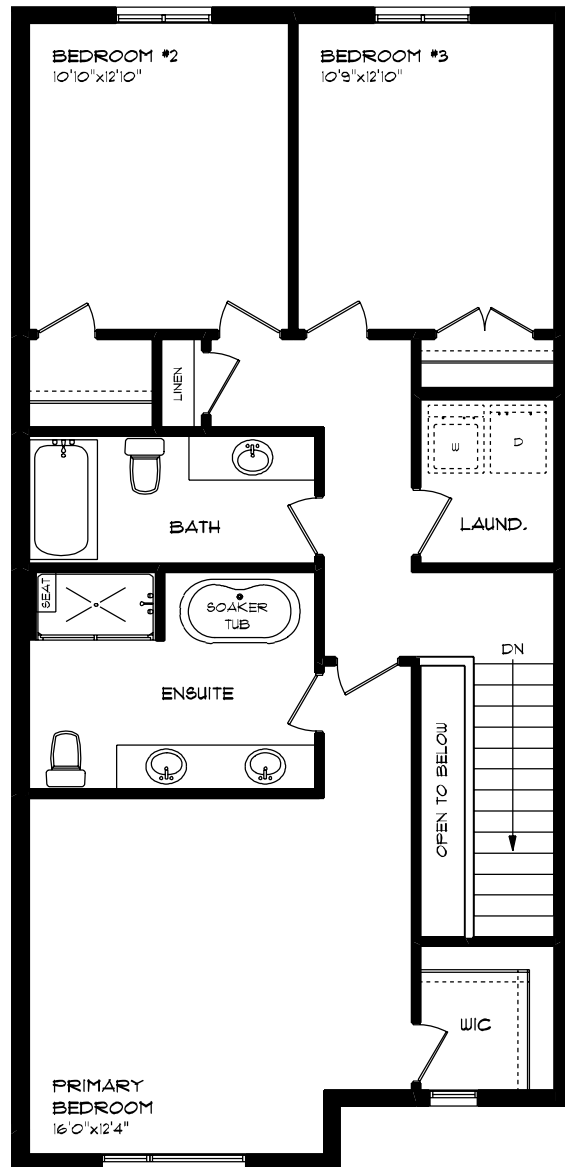 BEDROOM #2
10'10"x12'10"
BEDROOM #3
10'9"x12'10"
LINEN
W
D
BATH
LAUND.
SEAT
SOAKER
TUB
DN
ENSUITE
OPEN TO BELOW
WIC
PRIMARY
BEDROOM
16'0"x12'4"